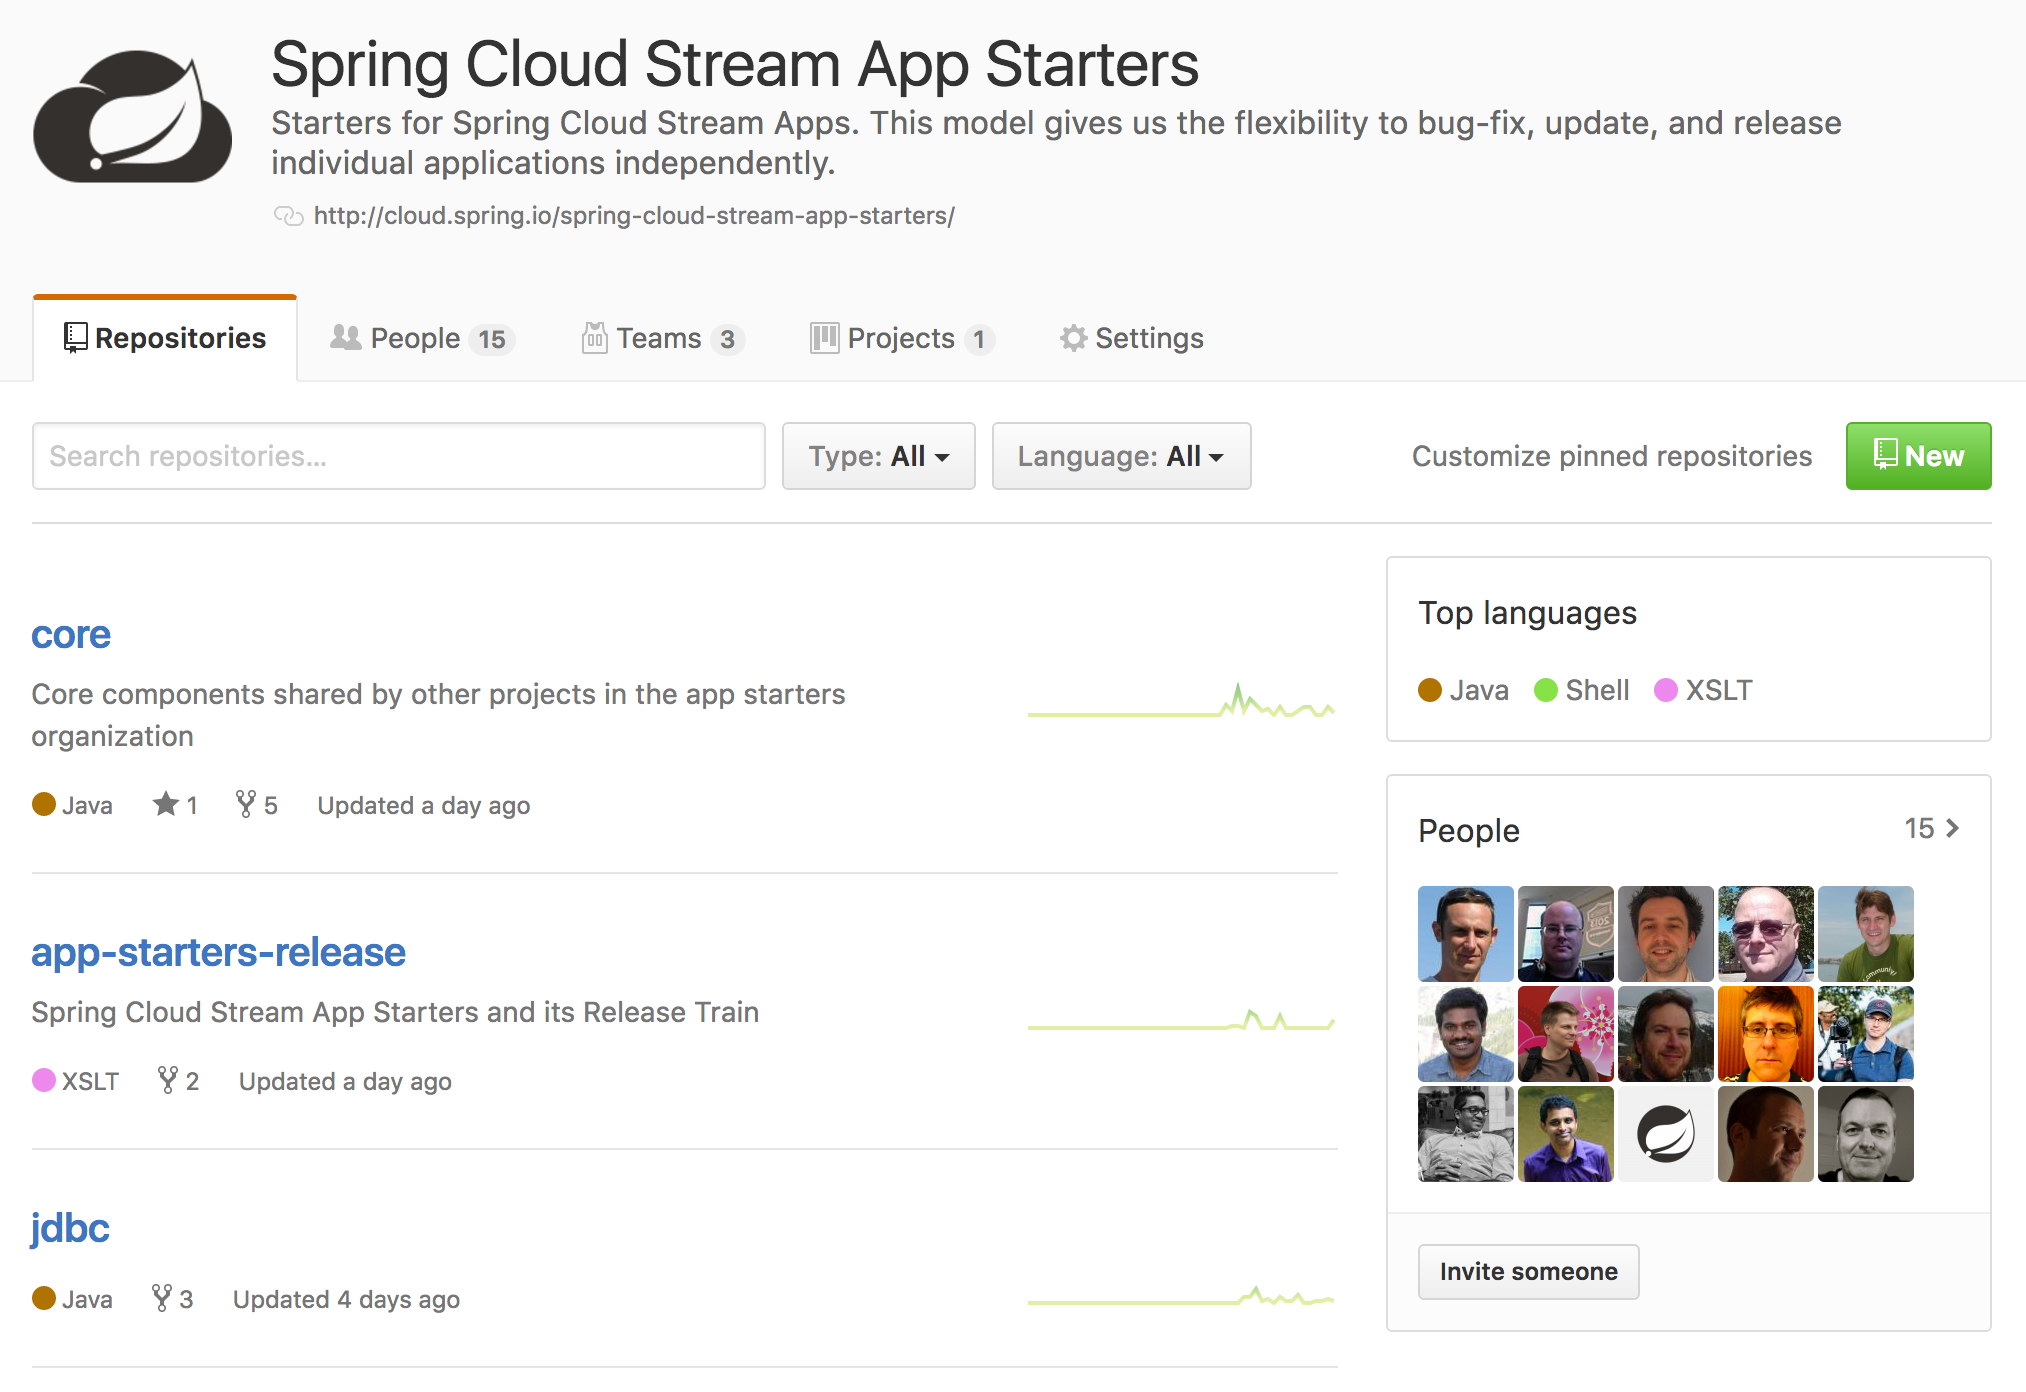 Spring Cloud Stream App Starters
Starters for Spring Cloud Stream Apps. This model gives us the flexibility to bug-fix, update, and release
individual applications independently.
http://cloud.spring.io/spring-cloud-stream-app-starters/
Repositories
People 15
Teams 3
Projects 1
Settings
Search repositories...
Type: All
Language: All
Customize pinned repositories
New
core
Core components shared by other projects in the app starters
organization
Java 1 5 Updated a day ago
app-starters-release
Spring Cloud Stream App Starters and its Release Train
XSLT 2 Updated a day ago
jdbc
Java 3 Updated 4 days ago
Top languages
Java Shell XSLT
People 15
2013
Invite someone